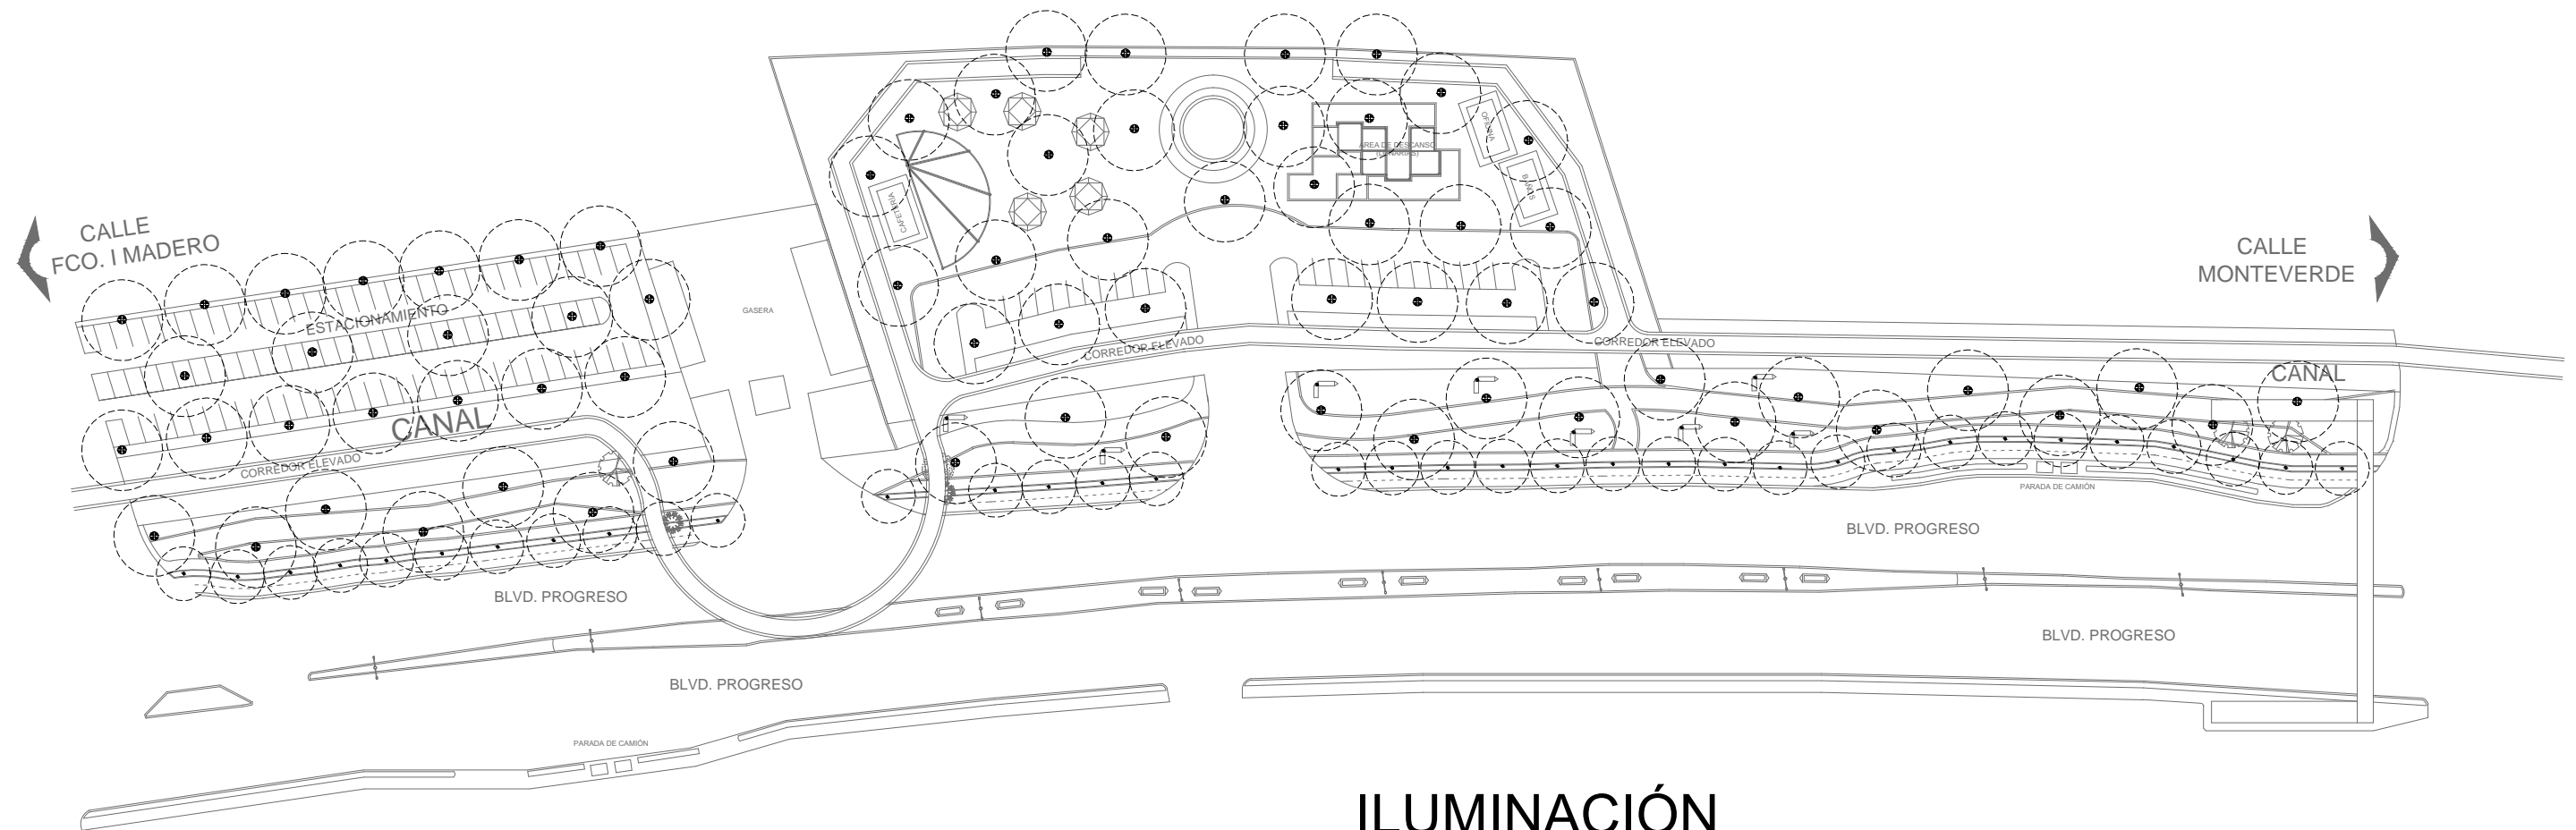 CALLE
FCO. I MADERO
ESTACIONAMIENTO
CANAL
CORREDOR ELEVADO
GASERA
CAFETERIA
AREA DE DESCANSO
OFICINA
BAÑOS
CORREDOR ELEVADO
CORREDOR ELEVADO
CALLE
MONTEVERDE
CANAL
PARADA DE CAMIÓN
BLVD. PROGRESO
BLVD. PROGRESO
BLVD. PROGRESO
BLVD. PROGRESO
PARADA DE CAMIÓN
ILUMINACIÓN